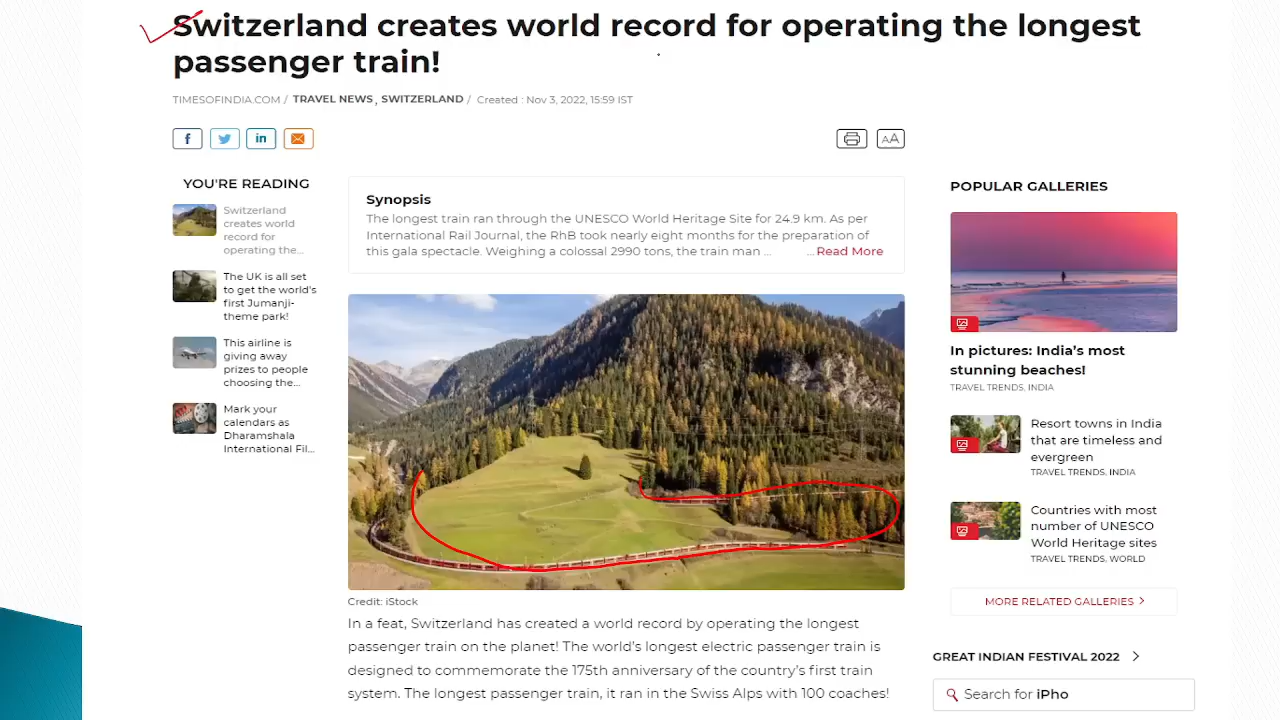 Switzerland creates world record for operating the longest
passenger train!
TIMESOFINDIA.COM / TRAVEL NEWS, SWITZERLAND / Created : Nov 3, 2022, 15:59 IST
f
in
AA
YOU'RE READING
Switzerland
creates world
record for
operating the...
The UK is all set
to get the world's
first Jumanji-
theme park!
This airline is
giving away
prizes to people
choosing the...
Mark your
calendars as
Dharamshala
International Fil...
Synopsis
The longest train ran through the UNESCO World Heritage Site for 24.9 km. As per
International Rail Journal, the RhB took nearly eight months for the preparation of
this gala spectacle. Weighing a colossal 2990 tons, the train man ... ...Read More
Credit: iStock
In a feat, Switzerland has created a world record by operating the longest
passenger train on the planet! The world's longest electric passenger train is
designed to commemorate the 175th anniversary of the country's first train
system. The longest passenger train, it ran in the Swiss Alps with 100 coaches!
POPULAR GALLERIES
In pictures: India's most
stunning beaches!
TRAVEL TRENDS, INDIA
Resort towns in India
that are timeless and
evergreen
TRAVEL TRENDS, INDIA
Countries with most
number of UNESCO
World Heritage sites
TRAVEL TRENDS, WORLD
MORE RELATED GALLERIES >
GREAT INDIAN FESTIVAL 2022 >
Search for iPho